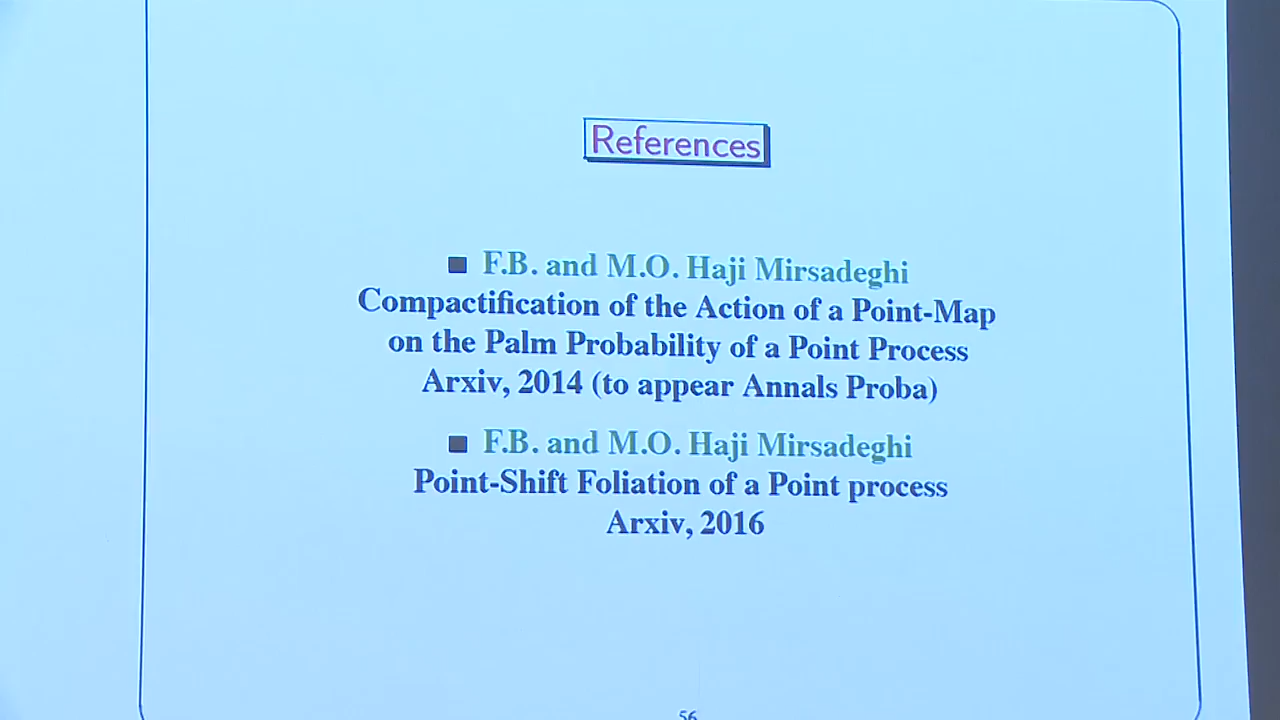 References
F.B. and M.O. Haji Mirsadeghi
Compactification of the Action of a Point-Map
on the Palm Probability of a Point Process
Arxiv, 2014 (to appear Annals Proba)
F.B. and M.O. Haji Mirsadeghi
Point-Shift Foliation of a Point process
Arxiv, 2016
56